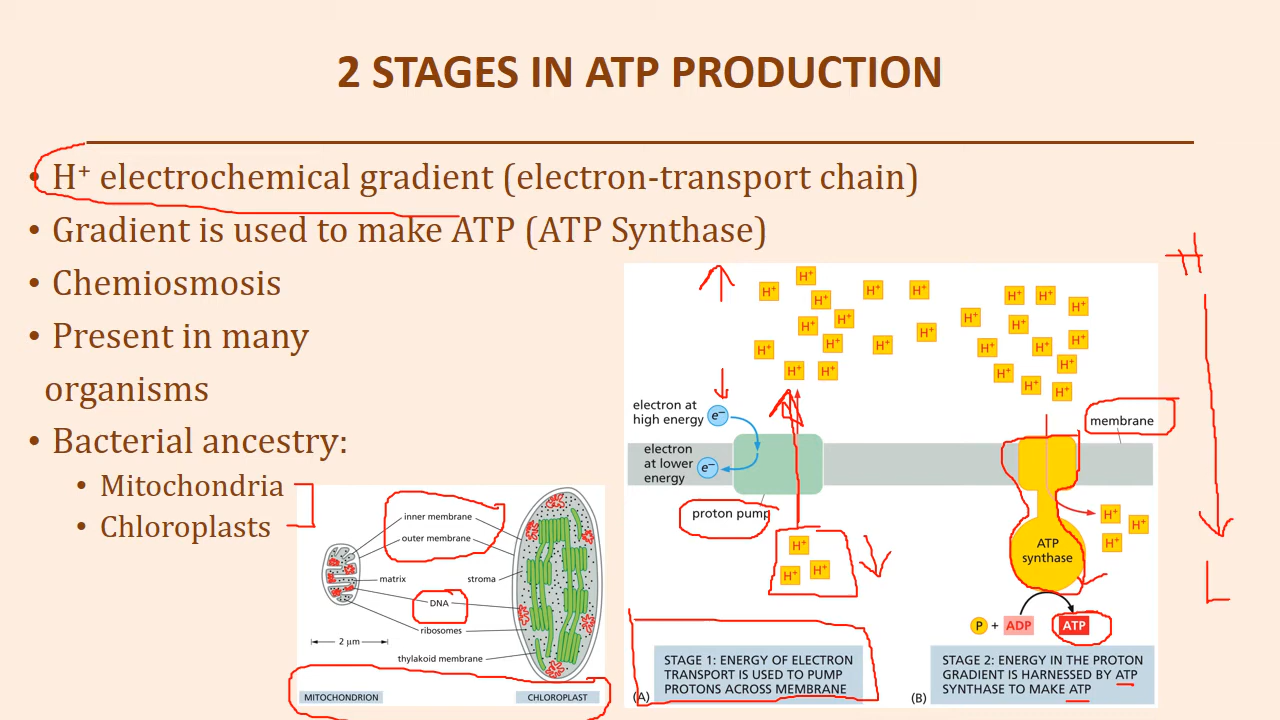 2 STAGES IN ATP PRODUCTION
• H⁺ electrochemical gradient (electron-transport chain)
• Gradient is used to make ATP (ATP Synthase)
• Chemiosmosis
• Present in many
organisms
• Bacterial ancestry:
• Mitochondria
• Chloroplasts
inner membrane
outer membrane
matrix
stroma
DNA
ribosomes
2 µm
thylakoid membrane
MITOCHONDRION
CHLOROPLAST
H⁺
H⁺
H⁺
H⁺
H⁺
H⁺
H⁺
H⁺
H⁺
H⁺
H⁺
H⁺
H⁺
H⁺
electron at
high energy
e⁻
electron
at lower
energy
e⁻
proton pump
H⁺
H⁺
H⁺
(A)
STAGE 1: ENERGY OF ELECTRON
TRANSPORT IS USED TO PUMP
PROTONS ACROSS MEMBRANE
H⁺
H⁺
H⁺
H⁺
H⁺
H⁺
H⁺
H⁺
H⁺
H⁺
H⁺
H⁺
membrane
H⁺
H⁺
H⁺
ATP
synthase
P + ADP ATP
(B)
STAGE 2: ENERGY IN THE PROTON
GRADIENT IS HARNESSED BY ATP
SYNTHASE TO MAKE ATP
H
L